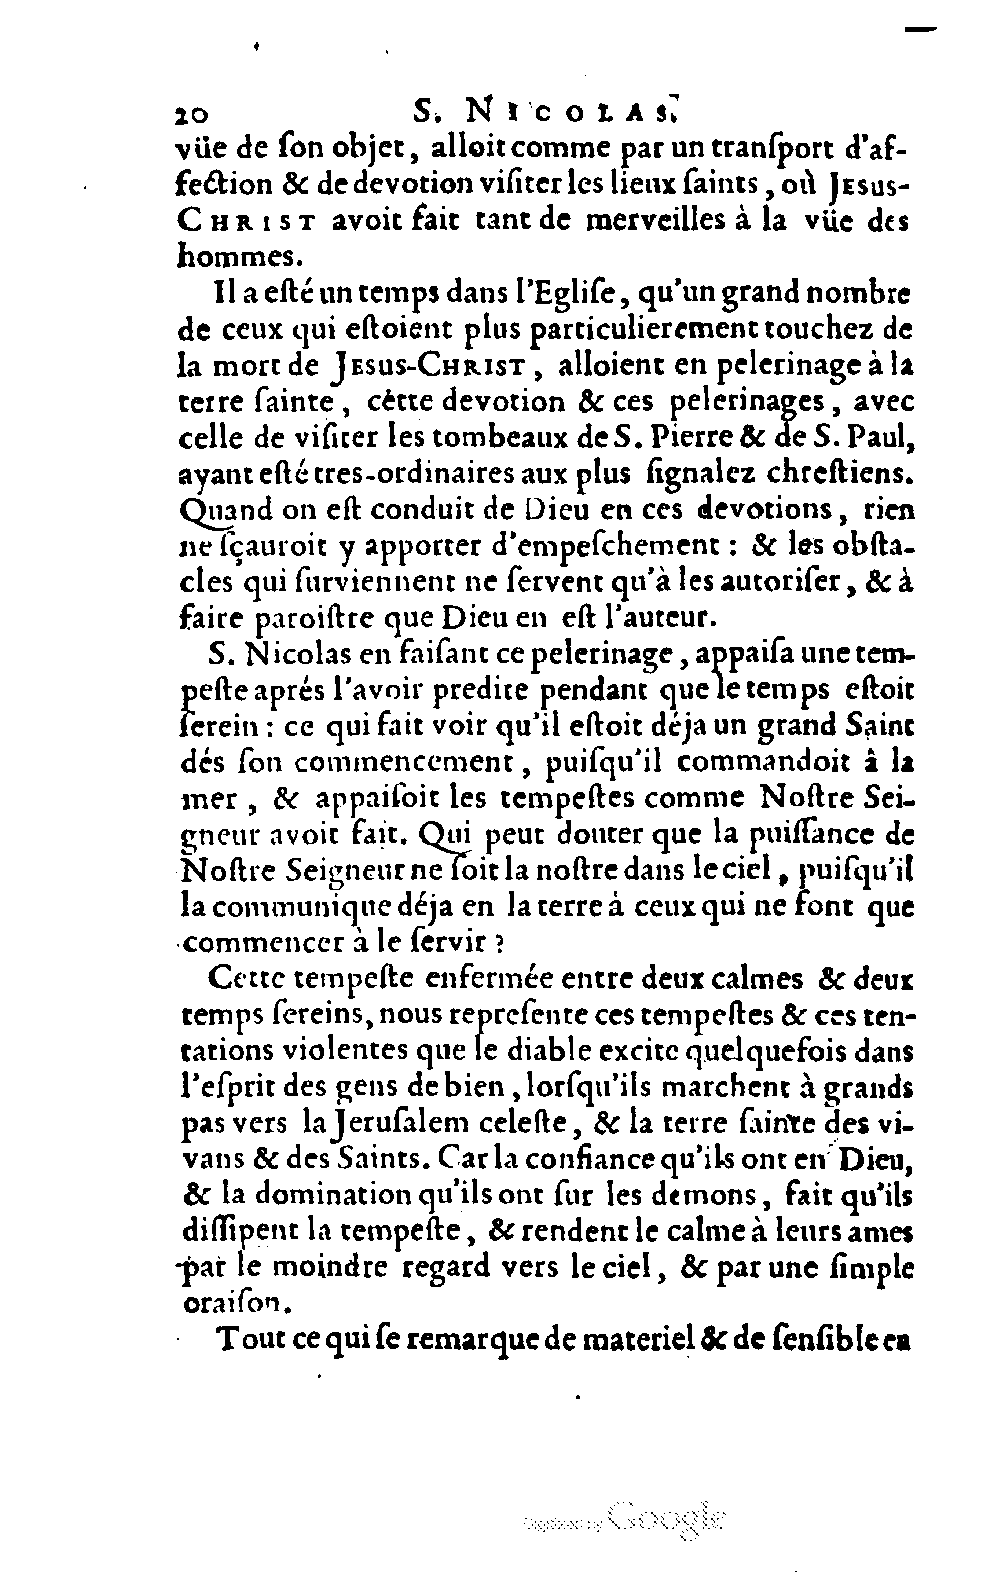 20 S. NICOLAS.
vüe de ſon objet, alloit comme par un tranſport d'af-
fection & de devotion viſiter les lieux ſaints, où JESUS-
CHRIST avoit fait tant de merveilles à la vüe des
hommes.
Il a eſté un temps dans l'Egliſe, qu'un grand nombre
de ceux qui eſtoient plus particulierement touchez de
la mort de JESUS-CHRIST, alloient en pelerinage à la
terre ſainte, cètte devotion & ces pelerinages, avec
celle de viſiter les tombeaux de S. Pierre & de S. Paul,
ayant eſté tres-ordinaires aux plus ſignalez chreſtiens.
Quand on eſt conduit de Dieu en ces devotions, rien
ne ſçauroit y apporter d'empeſchement : & les obſta-
cles qui ſurviennent ne ſervent qu'à les autoriſer, & à
faire paroiſtre que Dieu en eſt l'auteur.
S. Nicolas en faiſant ce pelerinage, appaiſa une tem-
peſte aprés l'avoir predite pendant que le temps eſtoit
ſerein : ce qui fait voir qu'il eſtoit déja un grand Saint
dés ſon commencement, puiſqu'il commandoit à la
mer, & appaiſoit les tempeſtes comme Noſtre Sei-
gneur avoit fait. Qui peut douter que la puiſſance de
Noſtre Seigneur ne ſoit la noſtre dans le ciel, puiſqu'il
la communique déja en la terre à ceux qui ne font que
commencer à le ſervir ?
Cette tempeſte enfermée entre deux calmes & deux
temps ſereins, nous repreſente ces tempeſtes & ces ten-
tations violentes que le diable excite quelquefois dans
l'eſprit des gens de bien, lorſqu'ils marchent à grands
pas vers la Jeruſalem celeſte, & la terre ſainte des vi-
vans & des Saints. Car la confiance qu'ils ont en Dieu,
& la domination qu'ils ont ſur les demons, fait qu'ils
diſſipent la tempeſte, & rendent le calme à leurs ames
par le moindre regard vers le ciel, & par une ſimple
oraiſon.
Tout ce qui ſe remarque de materiel & de ſenſible en
Digitized by Google